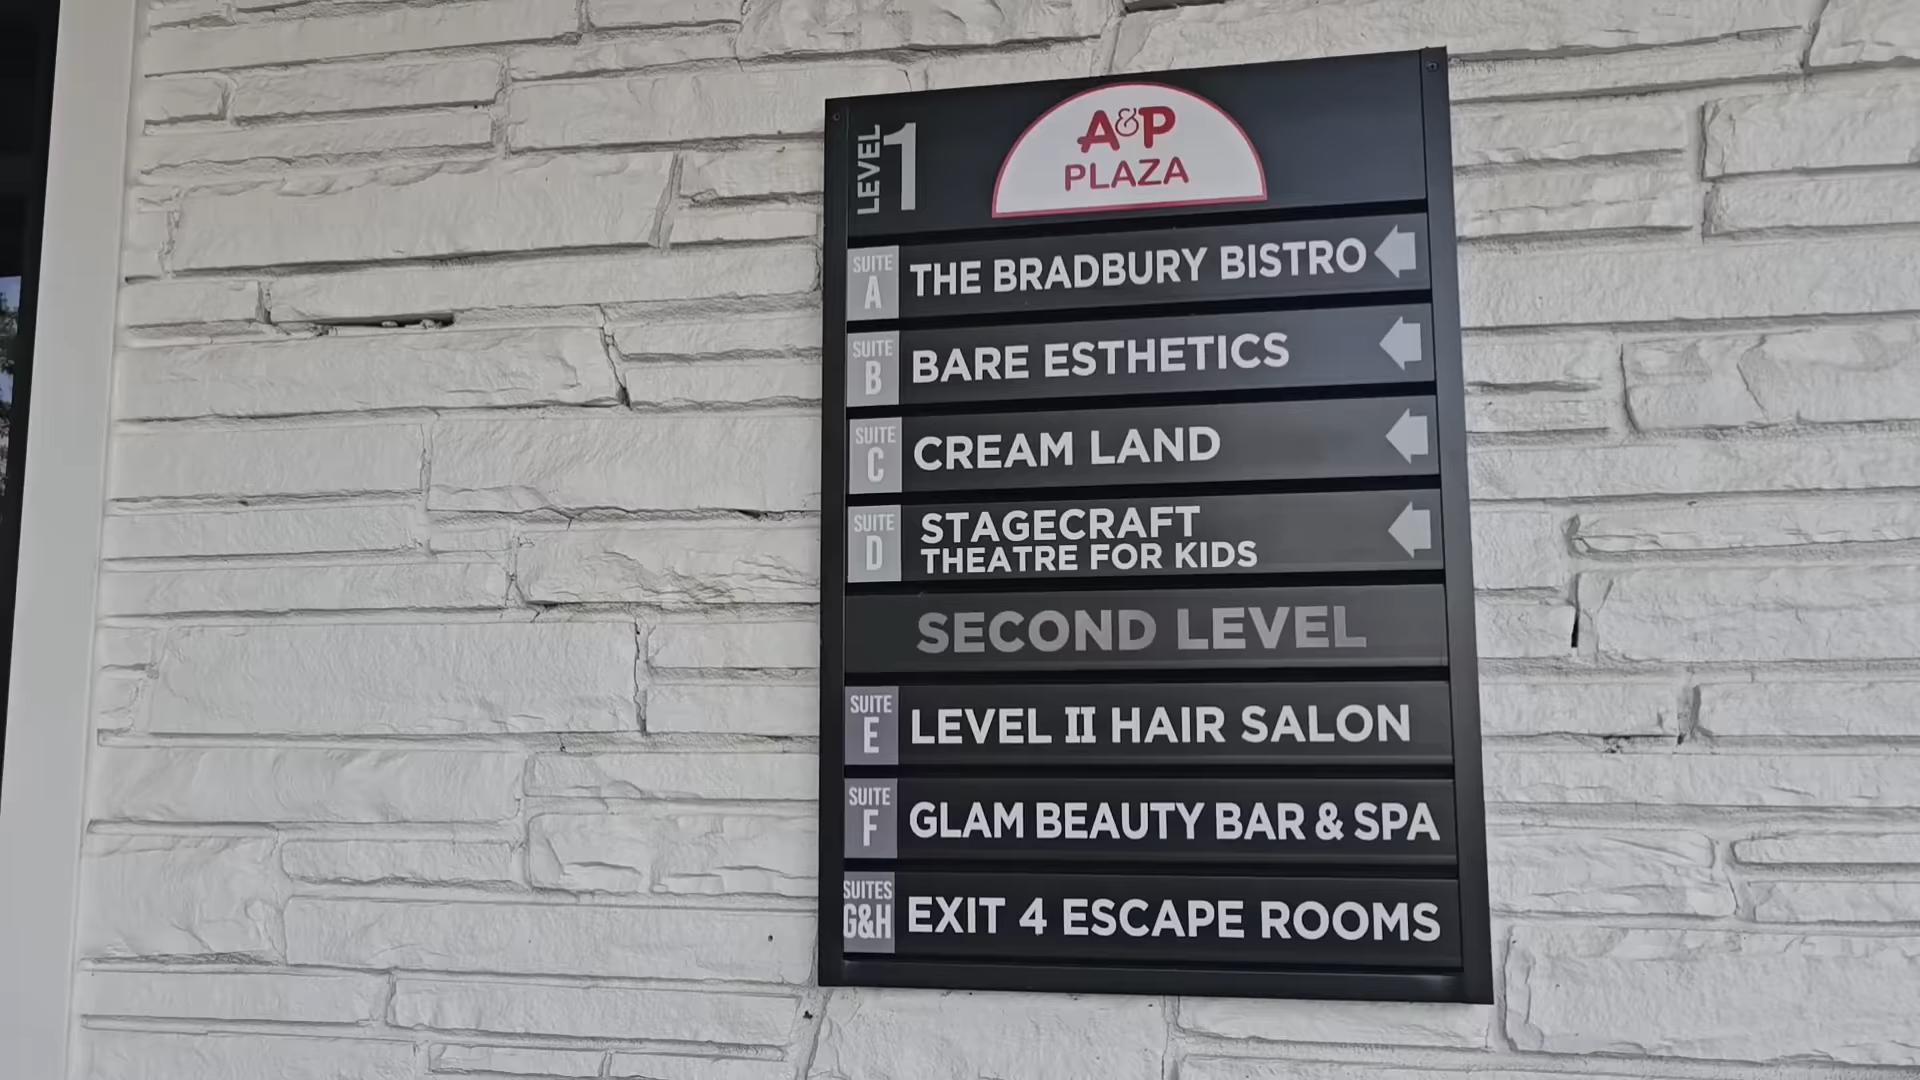 LEVEL 1
A&P
PLAZA
SUITE A THE BRADBURY BISTRO
SUITE B BARE ESTHETICS
SUITE C CREAM LAND
SUITE D STAGECRAFT
THEATRE FOR KIDS
SECOND LEVEL
SUITE E LEVEL II HAIR SALON
SUITE F GLAM BEAUTY BAR & SPA
SUITES G&H EXIT 4 ESCAPE ROOMS